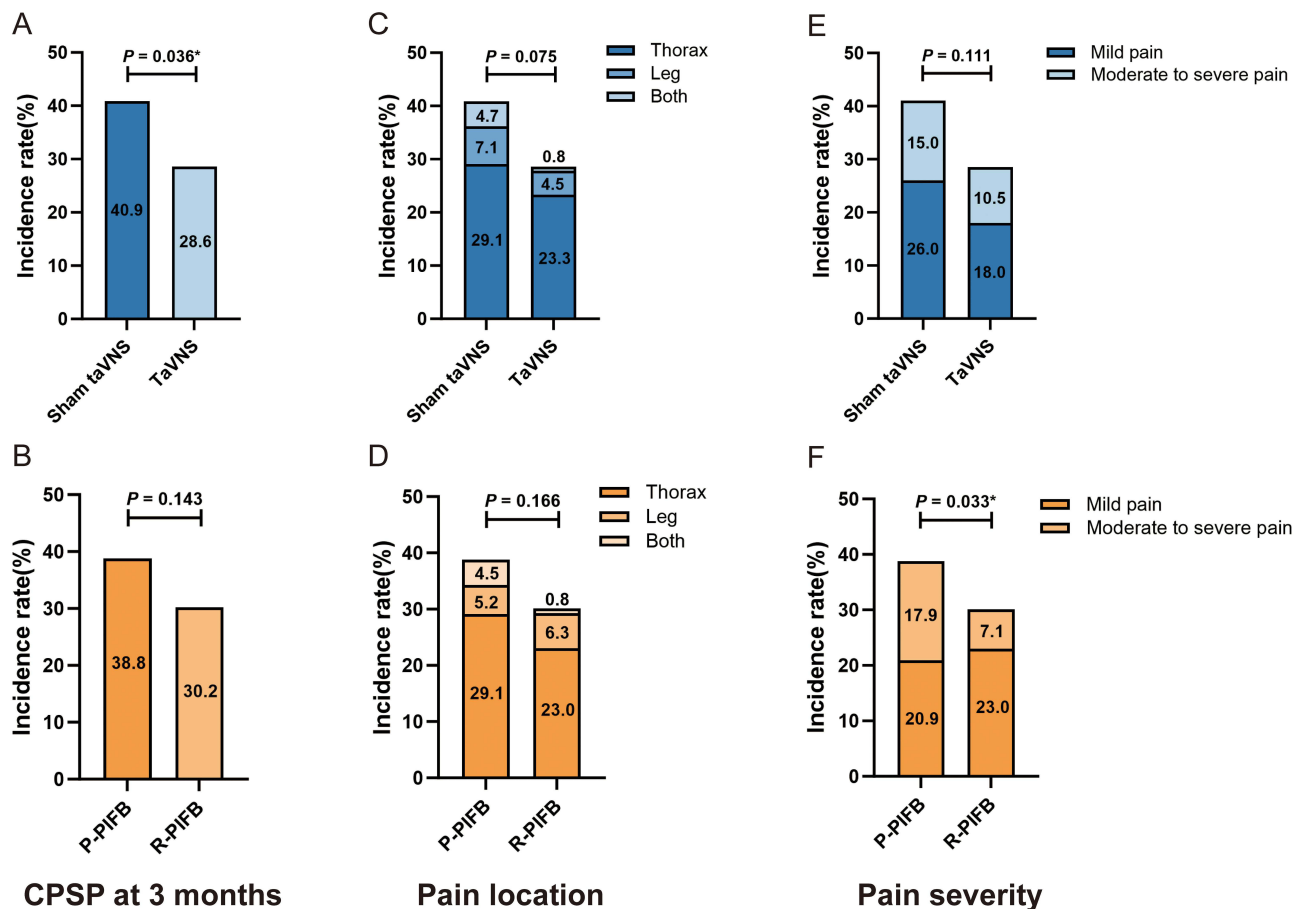 A
P = 0.036*
Incidence rate(%)
50
40
30
20
10
0
40.9
28.6
Sham taVNS
TaVNS
C
P = 0.075
Thorax
Leg
Both
Incidence rate(%)
50
40
30
20
10
0
4.7
7.1
29.1
0.8
4.5
23.3
Sham taVNS
TaVNS
E
P = 0.111
Mild pain
Moderate to severe pain
Incidence rate(%)
50
40
30
20
10
0
15.0
26.0
10.5
18.0
Sham taVNS
TaVNS
B
P = 0.143
Incidence rate(%)
50
40
30
20
10
0
38.8
30.2
P-PIFB
R-PIFB
CPSP at 3 months
D
P = 0.166
Thorax
Leg
Both
Incidence rate(%)
50
40
30
20
10
0
4.5
5.2
29.1
0.8
6.3
23.0
P-PIFB
R-PIFB
Pain location
F
P = 0.033*
Mild pain
Moderate to severe pain
Incidence rate(%)
50
40
30
20
10
0
17.9
20.9
7.1
23.0
P-PIFB
R-PIFB
Pain severity